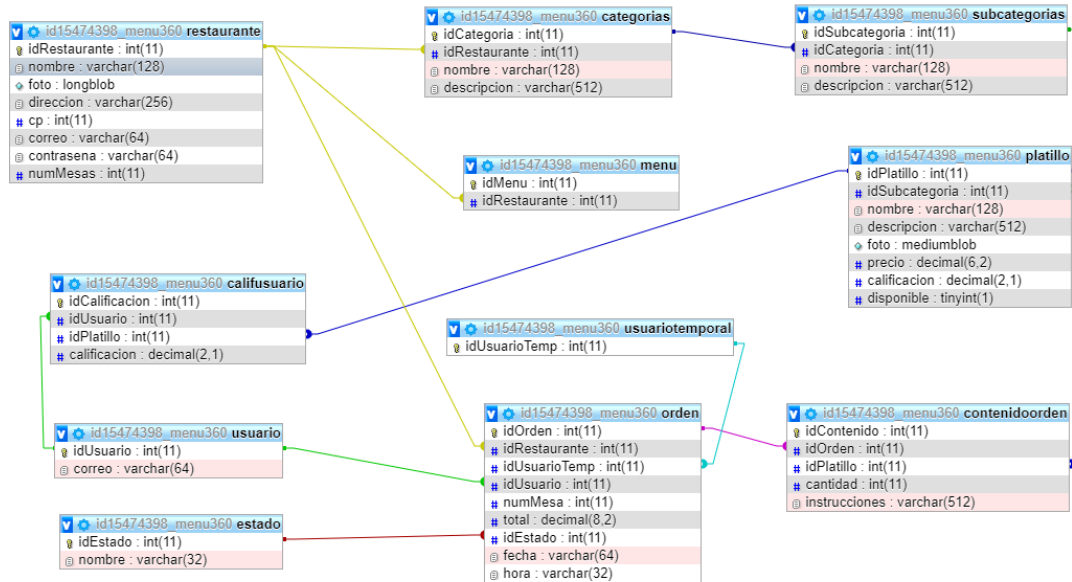 id15474398_menu360 restaurante
idRestaurante : int(11)
nombre : varchar(128)
foto : longblob
direccion : varchar(256)
cp : int(11)
correo : varchar(64)
contrasena : varchar(64)
numMesas : int(11)
id15474398_menu360 categorias
idCategoria : int(11)
idRestaurante : int(11)
nombre : varchar(128)
descripcion : varchar(512)
id15474398_menu360 subcategorias
idSubcategoria : int(11)
idCategoria : int(11)
nombre : varchar(128)
descripcion : varchar(512)
id15474398_menu360 menu
idMenu : int(11)
idRestaurante : int(11)
id15474398_menu360 platillo
idPlatillo : int(11)
idSubcategoria : int(11)
nombre : varchar(128)
descripcion : varchar(512)
foto : mediumblob
precio : decimal(6,2)
calificacion : decimal(2,1)
disponible : tinyint(1)
id15474398_menu360 califusuario
idCalificacion : int(11)
idUsuario : int(11)
idPlatillo : int(11)
calificacion : decimal(2,1)
id15474398_menu360 usuariotemporal
idUsuarioTemp : int(11)
id15474398_menu360 usuario
idUsuario : int(11)
correo : varchar(64)
id15474398_menu360 orden
idOrden : int(11)
idRestaurante : int(11)
idUsuarioTemp : int(11)
idUsuario : int(11)
numMesa : int(11)
total : decimal(8,2)
idEstado : int(11)
fecha : varchar(64)
hora : varchar(32)
id15474398_menu360 contenidoorden
idContenido : int(11)
idOrden : int(11)
idPlatillo : int(11)
cantidad : int(11)
instrucciones : varchar(512)
id15474398_menu360 estado
idEstado : int(11)
nombre : varchar(32)